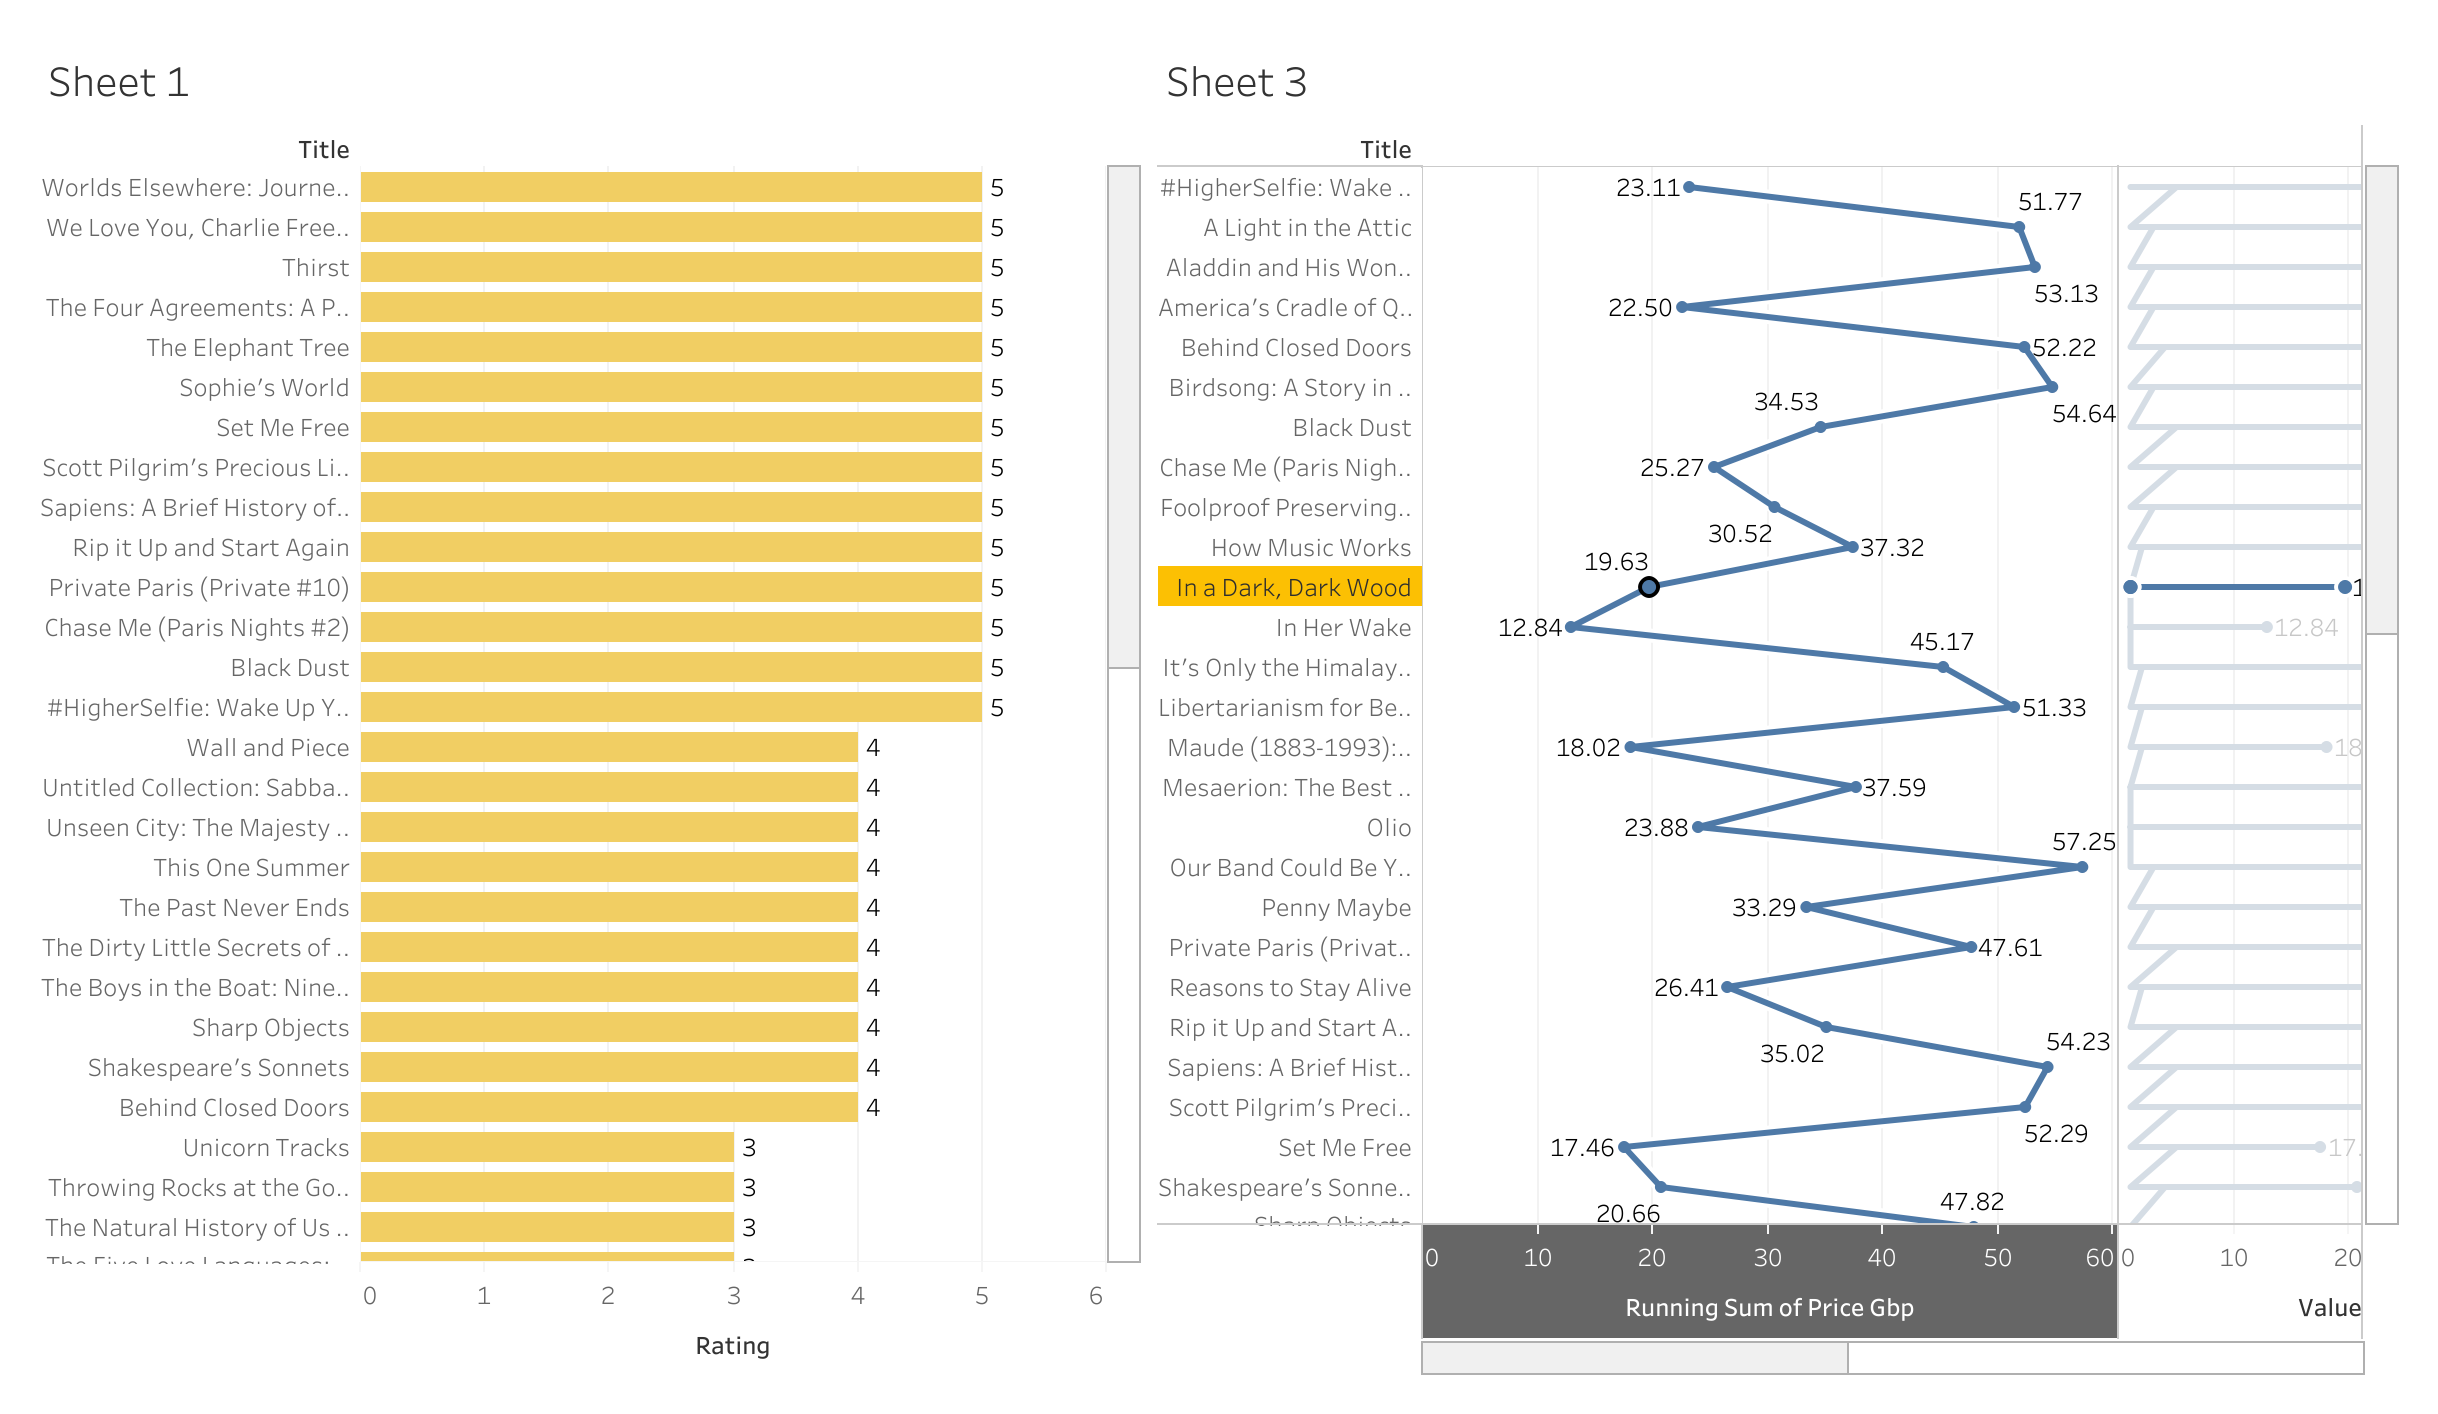 Sheet 1
Title
Worlds Elsewhere: Journe.. 5
We Love You, Charlie Free.. 5
Thirst 5
The Four Agreements: A P.. 5
The Elephant Tree 5
Sophie's World 5
Set Me Free 5
Scott Pilgrim's Precious Li.. 5
Sapiens: A Brief History of.. 5
Rip it Up and Start Again 5
Private Paris (Private #10) 5
Chase Me (Paris Nights #2) 5
Black Dust 5
#HigherSelfie: Wake Up Y.. 5
Wall and Piece 4
Untitled Collection: Sabba.. 4
Unseen City: The Majesty .. 4
This One Summer 4
The Past Never Ends 4
The Dirty Little Secrets of .. 4
The Boys in the Boat: Nine.. 4
Sharp Objects 4
Shakespeare's Sonnets 4
Behind Closed Doors 4
Unicorn Tracks 3
Throwing Rocks at the Go.. 3
The Natural History of Us .. 3
The Five Love Languages:
0 1 2 3 4 5 6
Rating
Sheet 3
Title
#HigherSelfie: Wake .. 23.11
A Light in the Attic 51.77
Aladdin and His Won.. 53.13
America's Cradle of Q.. 22.50
Behind Closed Doors 52.22
Birdsong: A Story in .. 54.64
Black Dust 34.53
Chase Me (Paris Nigh.. 25.27
Foolproof Preserving.. 30.52
How Music Works 37.32
In a Dark, Dark Wood 19.63 1
In Her Wake 12.84 12.84
It's Only the Himalay.. 45.17
Libertarianism for Be.. 51.33
Maude (1883-1993):.. 18.02 18
Mesaerion: The Best .. 37.59
Olio 23.88
Our Band Could Be Y.. 57.25
Penny Maybe 33.29
Private Paris (Privat.. 47.61
Reasons to Stay Alive 26.41
Rip it Up and Start A.. 35.02
Sapiens: A Brief Hist.. 54.23
Scott Pilgrim's Preci.. 52.29
Set Me Free 17.46 17.
Shakespeare's Sonne.. 20.66
Sharp Objects 47.82
0 10 20 30 40 50 60 0 10 20
Running Sum of Price Gbp Value